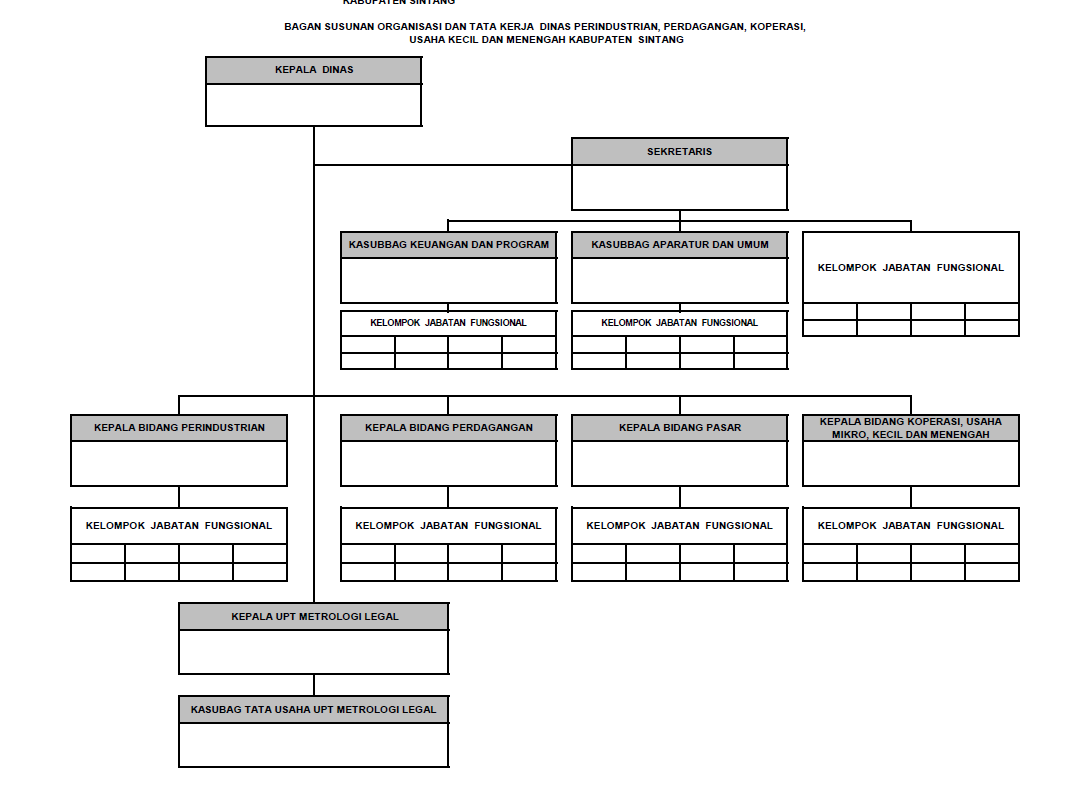 KABUPATEN SINTANG
BAGAN SUSUNAN ORGANISASI DAN TATA KERJA DINAS PERINDUSTRIAN, PERDAGANGAN, KOPERASI,
USAHA KECIL DAN MENENGAH KABUPATEN SINTANG
KEPALA DINAS
SEKRETARIS
KASUBBAG KEUANGAN DAN PROGRAM
KASUBBAG APARATUR DAN UMUM
KELOMPOK JABATAN FUNGSIONAL
KELOMPOK JABATAN FUNGSIONAL
KELOMPOK JABATAN FUNGSIONAL
KEPALA BIDANG PERINDUSTRIAN
KEPALA BIDANG PERDAGANGAN
KEPALA BIDANG PASAR
KEPALA BIDANG KOPERASI, USAHA
MIKRO, KECIL DAN MENENGAH
KELOMPOK JABATAN FUNGSIONAL
KELOMPOK JABATAN FUNGSIONAL
KELOMPOK JABATAN FUNGSIONAL
KELOMPOK JABATAN FUNGSIONAL
KEPALA UPT METROLOGI LEGAL
KASUBAG TATA USAHA UPT METROLOGI LEGAL